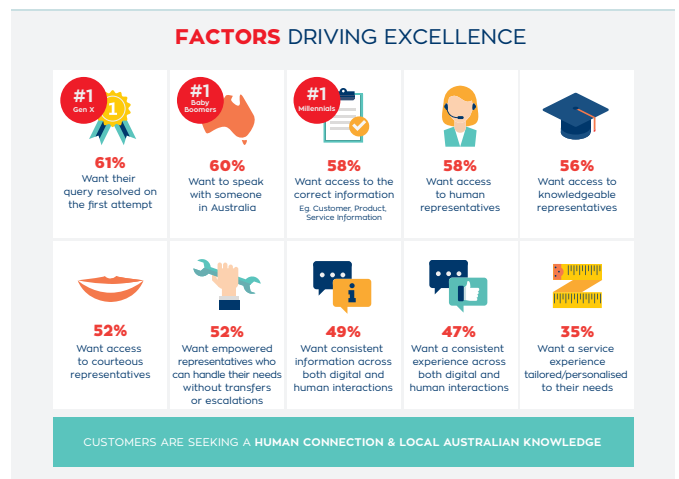 FACTORS DRIVING EXCELLENCE
#1
Gen X
1
61%
Want their
query resolved on
the first attempt
#1
Baby
Boomers
60%
Want to speak
with someone
in Australia
#1
Millennials
58%
Want access to the
correct information
Eg. Customer, Product,
Service Information
58%
Want access
to human
representatives
56%
Want access to
knowledgeable
representatives
52%
Want access
to courteous
representatives
52%
Want empowered
representatives who
can handle their needs
without transfers
or escalations
i
49%
Want consistent
information across
both digital and
human interactions
47%
Want a consistent
experience across
both digital and
human interactions
35%
Want a service
experience
tailored/personalised
to their needs
CUSTOMERS ARE SEEKING A HUMAN CONNECTION & LOCAL AUSTRALIAN KNOWLEDGE